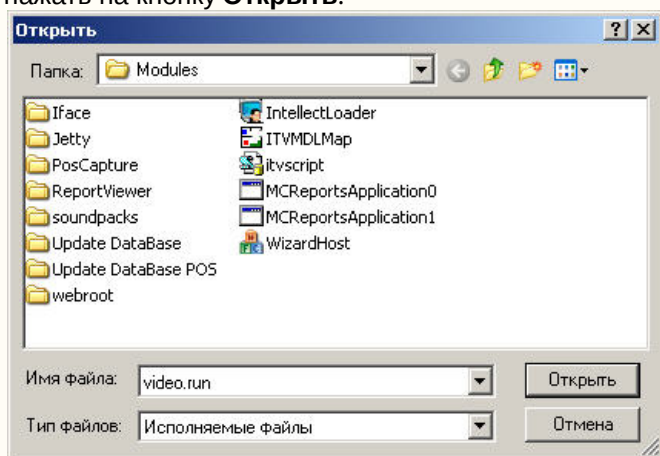 нажать на кнопку Открыть.
Открыть
Папка: Modules
Iface
Jetty
PosCapture
ReportViewer
soundpacks
Update DataBase
Update DataBase POS
webroot
IntellectLoader
ITVMDLMap
itvscript
MCReportsApplication0
MCReportsApplication1
WizardHost
Имя файла: video.run Открыть
Тип файлов: Исполняемые файлы Отмена